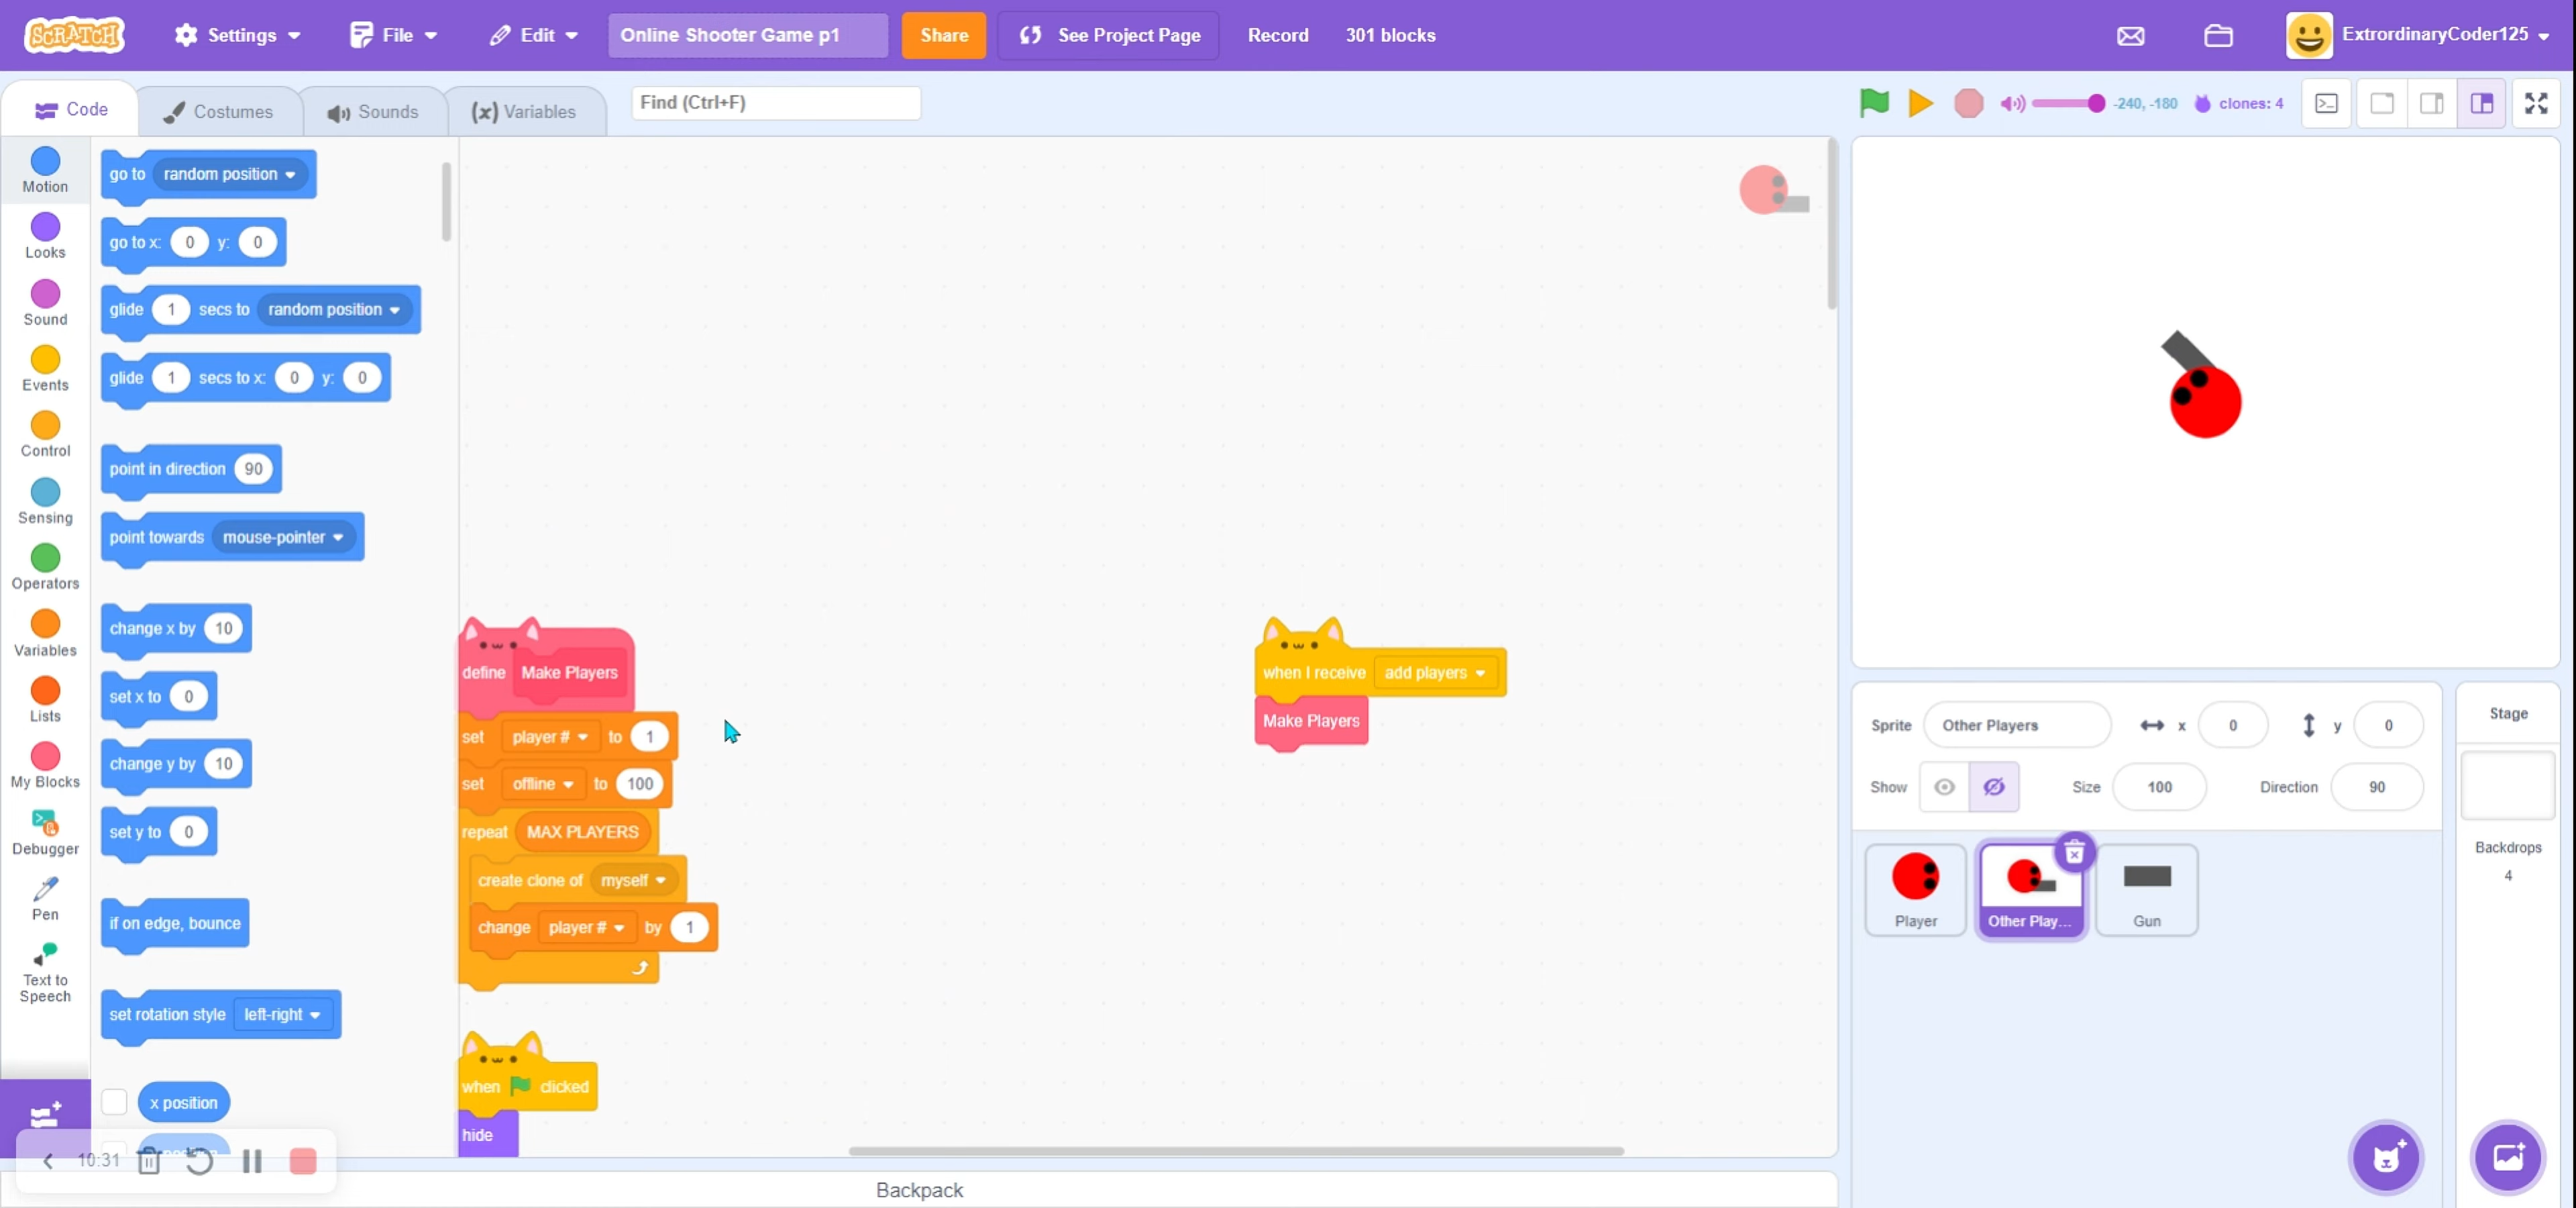 SCRATCH
Settings
File
Edit
Online Shooter Game p1
Share
See Project Page
Record
301 blocks
ExtrordinaryCoder125
Code
Costumes
Sounds
(x) Variables
Find (Ctrl+F)
-240, -180
clones: 4
Motion
Looks
Sound
Events
Control
Sensing
Operators
Variables
Lists
My Blocks
Debugger
Pen
Text to
Speech
go to random position
go to x: 0 y: 0
glide 1 secs to random position
glide 1 secs to x: 0 y: 0
point in direction 90
point towards mouse-pointer
change x by 10
set x to 0
change y by 10
set y to 0
if on edge, bounce
set rotation style left-right
x position
10:31
define Make Players
set player # to 1
set offline to 100
repeat MAX PLAYERS
create clone of myself
change player # by 1
when clicked
hide
when I receive add players
Make Players
Backpack
Sprite Other Players x 0 y 0
Show Size 100 Direction 90
Player
Other Play...
Gun
Stage
Backdrops
4